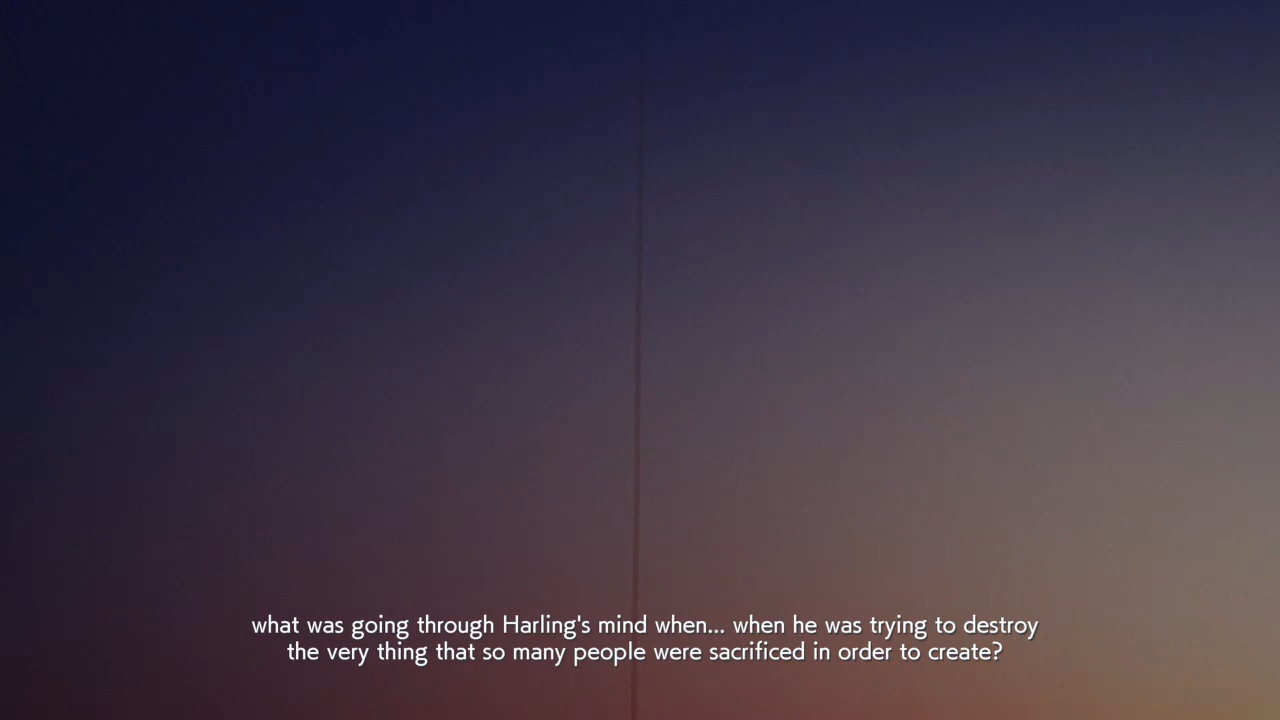 what was going through Harling's mind when... when he was trying to destroy
the very thing that so many people were sacrificed in order to create?